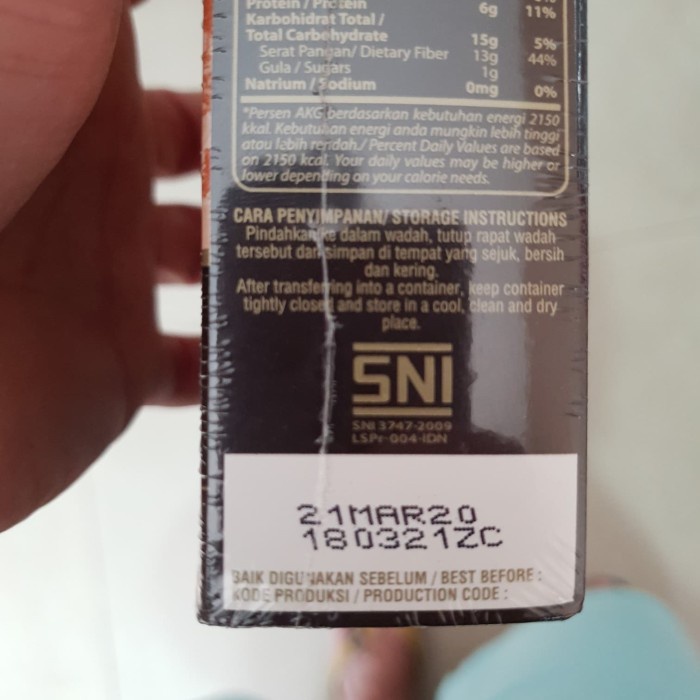 Protein / Protein 6g 11%
Karbohidrat Total /
Total Carbohydrate 15g 5%
Serat Pangan/ Dietary Fiber 13g 44%
Gula / Sugars 1g
Natrium / Sodium 0mg 0%
*Persen AKG berdasarkan kebutuhan energi 2150
kkal. Kebutuhan energi anda mungkin lebih tinggi
atau lebih rendah./ Percent Daily Values are based
on 2150 kcal. Your daily values may be higher or
lower depending on your calorie needs.
CARA PENYIMPANAN/ STORAGE INSTRUCTIONS
Pindahkan ke dalam wadah, tutup rapat wadah
tersebut dan simpan di tempat yang sejuk, bersih
dan kering.
After transferring into a container, keep container
tightly closed and store in a cool, clean and dry
place.
SNI
SNI 3747-2009
LSPr-004-IDN
21MAR20
180321ZC
BAIK DIGUNAKAN SEBELUM / BEST BEFORE :
KODE PRODUKSI / PRODUCTION CODE :